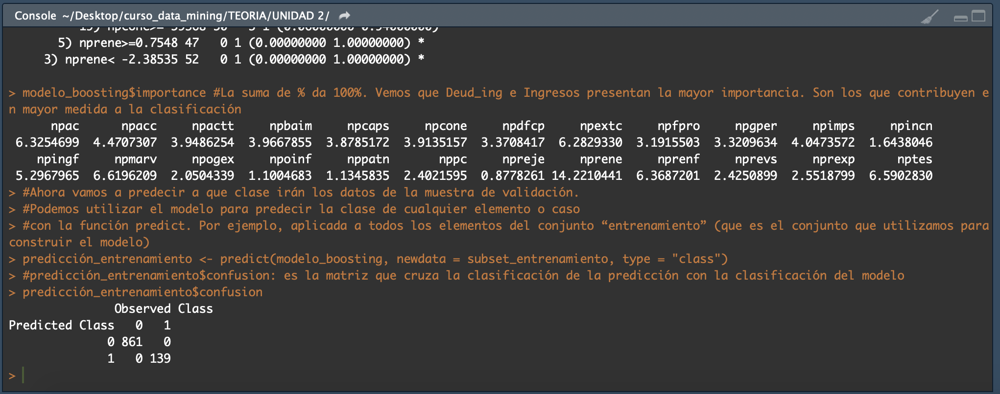 Console ~/Desktop/curso_data_mining/TEORIA/UNIDAD 2/
5) nprene>=0.7548 47   0 1 (0.00000000 1.00000000) *
3) nprene< -2.38535 52   0 1 (0.00000000 1.00000000) *
> modelo_boosting$importance #La suma de % da 100%. Vemos que Deud_ing e Ingresos presentan la mayor importancia. Son los que contribuyen e
n mayor medida a la clasificación
npac npacc npactt npbaim npcaps npcone npdfcp npextc npfpro npgper npimps npincn
6.3254699 4.4707307 3.9486254 3.9667855 3.8785172 3.9135157 3.3708417 6.2829330 3.1915503 3.3209634 4.0473572 1.6438046
npingf npmarv npogex npoinf nppatn nppc npreje nprene nprenf nprevs nprexp nptes
5.2967965 6.6196209 2.0504339 1.1004683 1.1345835 2.4021595 0.8778261 14.2210441 6.3687201 2.4250899 2.5518799 6.5902830
> #Ahora vamos a predecir a que clase irán los datos de la muestra de validación.
> #Podemos utilizar el modelo para predecir la clase de cualquier elemento o caso
> #con la función predict. Por ejemplo, aplicada a todos los elementos del conjunto “entrenamiento” (que es el conjunto que utilizamos para
construir el modelo)
> predicción_entrenamiento <- predict(modelo_boosting, newdata = subset_entrenamiento, type = "class")
> #predicción_entrenamiento$confusion: es la matriz que cruza la clasificación de la predicción con la clasificación del modelo
> predicción_entrenamiento$confusion
Observed Class
Predicted Class   0   1
0 861   0
1   0 139
>